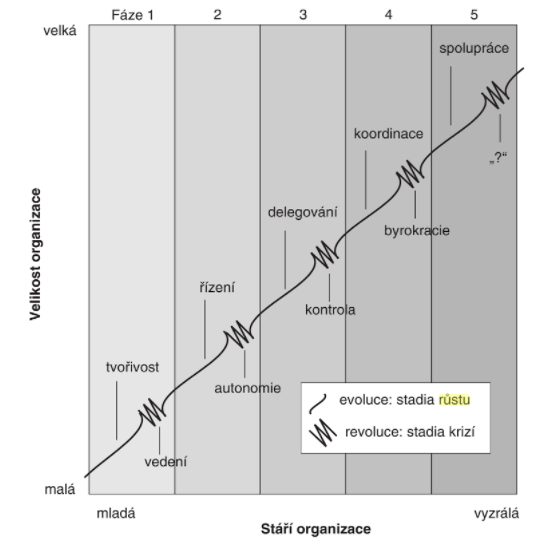 Fáze 1 2 3 4 5
velká
spolupráce
koordinace
„?“
delegování
byrokracie
řízení
kontrola
tvořivost
autonomie
evoluce: stadia růstu
revoluce: stadia krizí
vedení
malá
mladá
vyzrálá
Stáří organizace
Velikost organizace